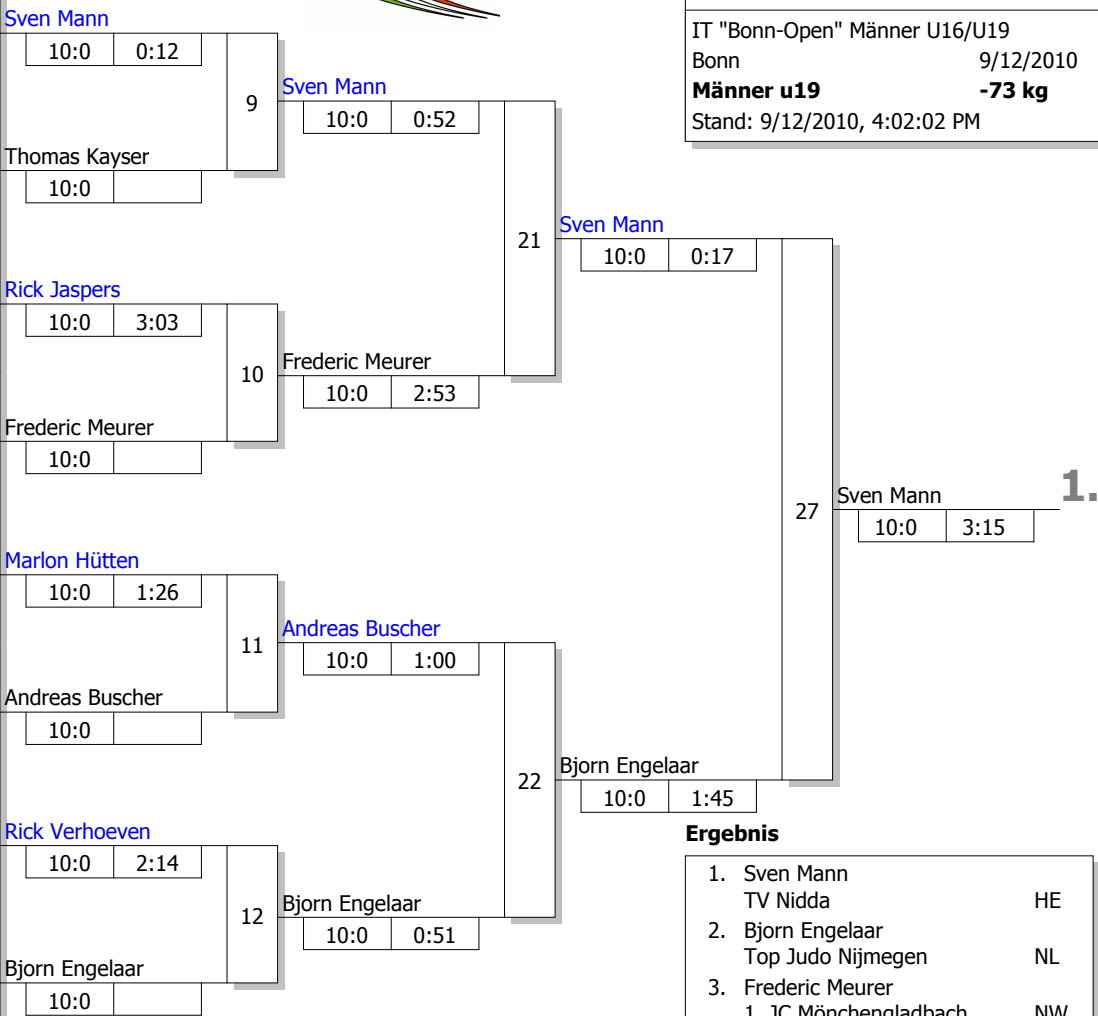 Sven Mann
10:0 0:12
9
Thomas Kayser
10:0
Sven Mann
10:0 0:52
Rick Jaspers
10:0 3:03
10
Frederic Meurer
10:0
Frederic Meurer
10:0 2:53
21
Sven Mann
10:0 0:17
Marlon Hütten
10:0 1:26
11
Andreas Buscher
10:0
Andreas Buscher
10:0 1:00
Rick Verhoeven
10:0 2:14
12
Bjorn Engelaar
10:0
Bjorn Engelaar
10:0 0:51
22
Bjorn Engelaar
10:0 1:45
27
Sven Mann 1.
10:0 3:15
IT "Bonn-Open" Männer U16/U19
Bonn 9/12/2010
Männer u19 -73 kg
Stand: 9/12/2010, 4:02:02 PM
Ergebnis
1. Sven Mann
TV Nidda HE
2. Bjorn Engelaar
Top Judo Nijmegen NL
3. Frederic Meurer
1. JC Mönchengladbach NW